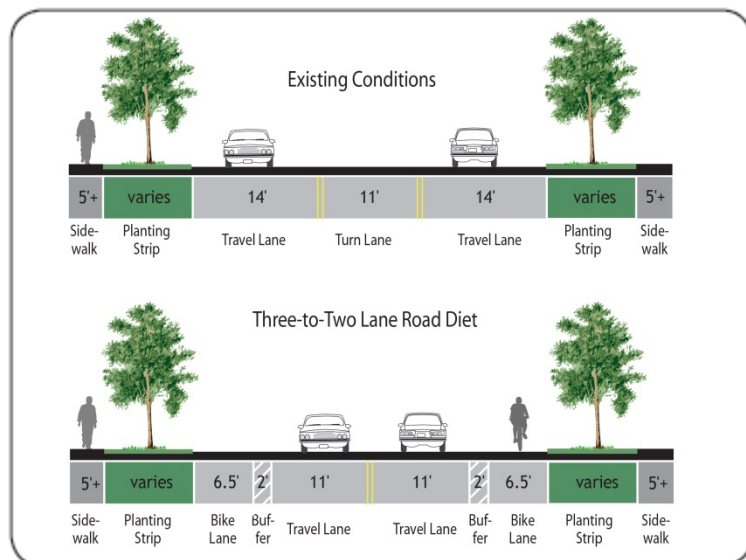 Existing Conditions
5'+ varies 14' 11' 14' varies 5'+
Side-
walk
Planting
Strip
Travel Lane
Turn Lane
Travel Lane
Planting
Strip
Side-
walk
Three-to-Two Lane Road Diet
5'+ varies 6.5' 2' 11' 11' 2' 6.5' varies 5'+
Side-
walk
Planting
Strip
Bike
Lane
Buf-
fer
Travel Lane
Travel Lane
Buf-
fer
Bike
Lane
Planting
Strip
Side-
walk